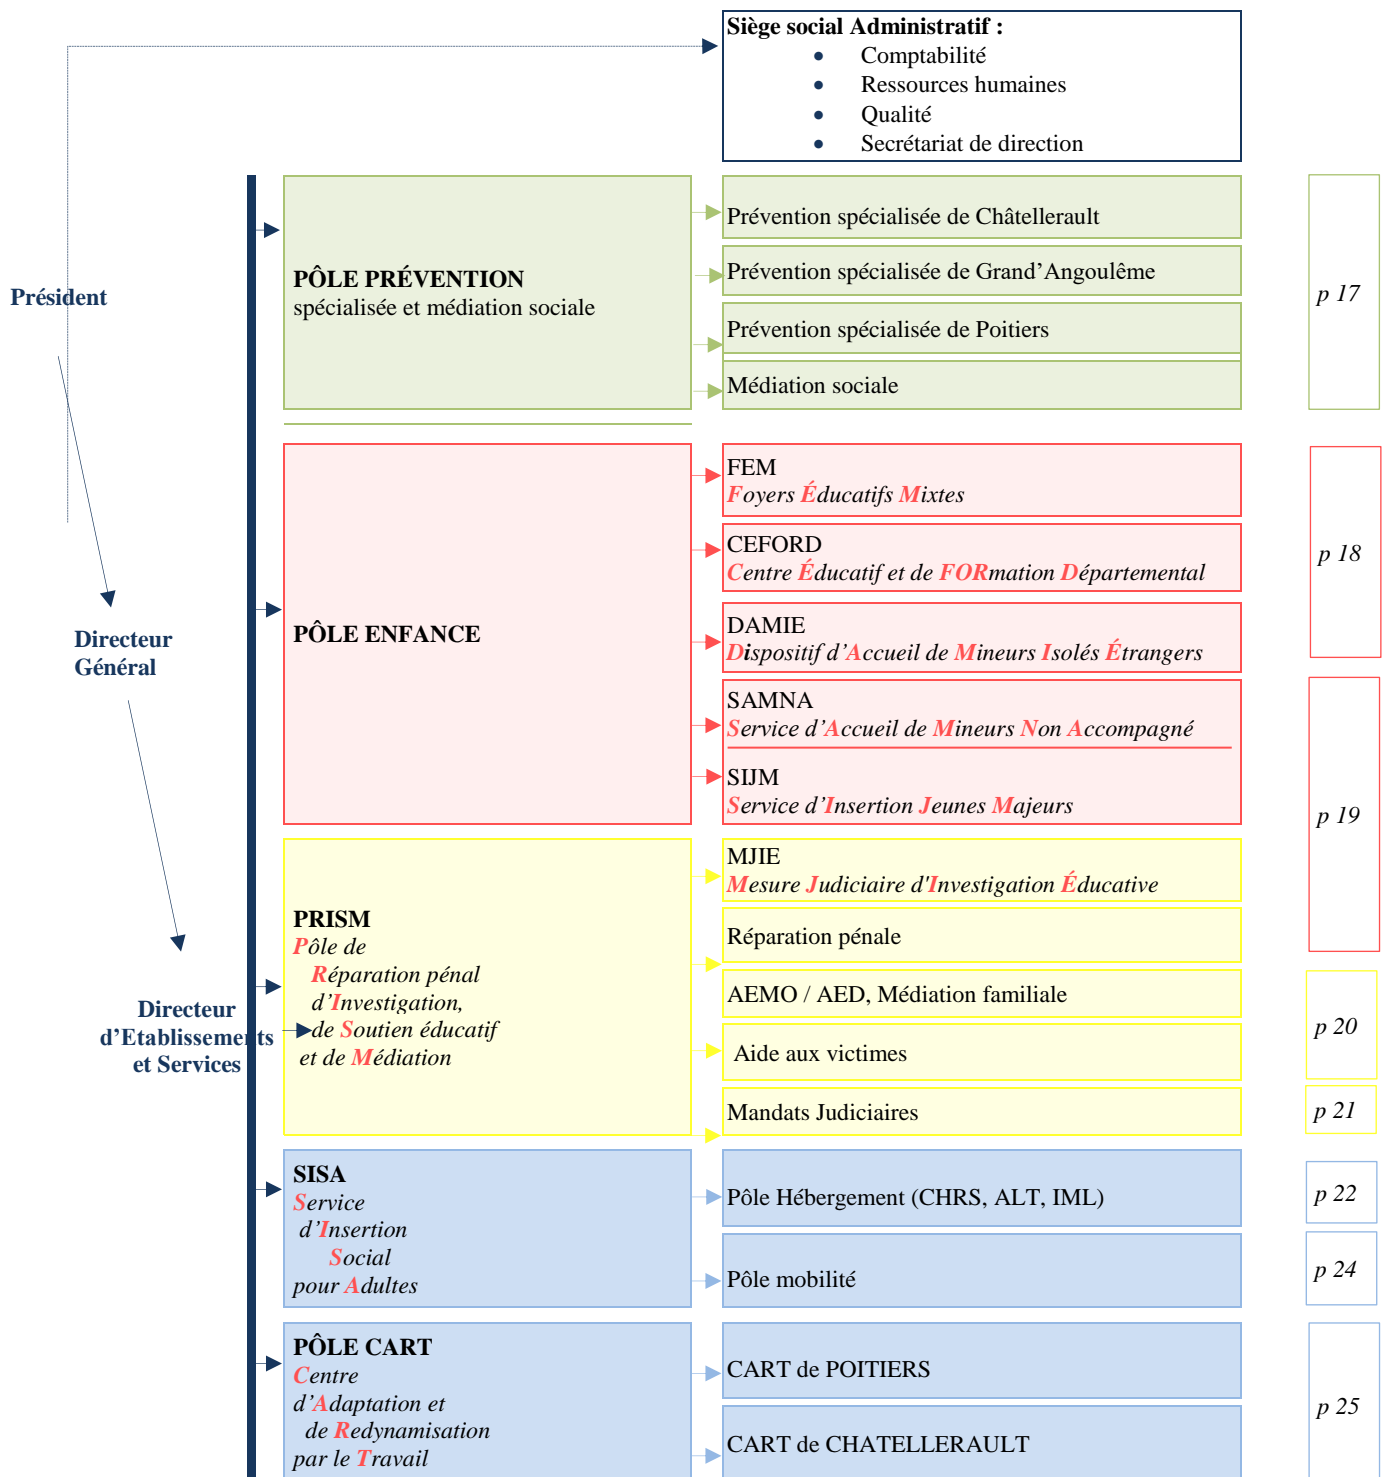 Siège social Administratif :
• Comptabilité
• Ressources humaines
• Qualité
• Secrétariat de direction
Président
Directeur
Général
Directeur
d’Etablissements
et Services
PÔLE PRÉVENTION
spécialisée et médiation sociale
Prévention spécialisée de Châtellerault
Prévention spécialisée de Grand’Angoulême
Prévention spécialisée de Poitiers
Médiation sociale
p 17
PÔLE ENFANCE
FEM
Foyers Éducatifs Mixtes
CEFORD
Centre Éducatif et de FORmation Départemental
DAMIE
Dispositif d’Accueil de Mineurs Isolés Étrangers
p 18
SAMNA
Service d’Accueil de Mineurs Non Accompagné
SIJM
Service d’Insertion Jeunes Majeurs
p 19
PRISM
Pôle de
Réparation pénal
d’Investigation,
de Soutien éducatif
et de Médiation
MJIE
Mesure Judiciaire d'Investigation Éducative
Réparation pénale
AEMO / AED, Médiation familiale
Aide aux victimes
p 20
Mandats Judiciaires
p 21
SISA
Service
d’Insertion
Social
pour Adultes
Pôle Hébergement (CHRS, ALT, IML)
p 22
Pôle mobilité
p 24
PÔLE CART
Centre
d’Adaptation et
de Redynamisation
par le Travail
CART de POITIERS
CART de CHATELLERAULT
p 25